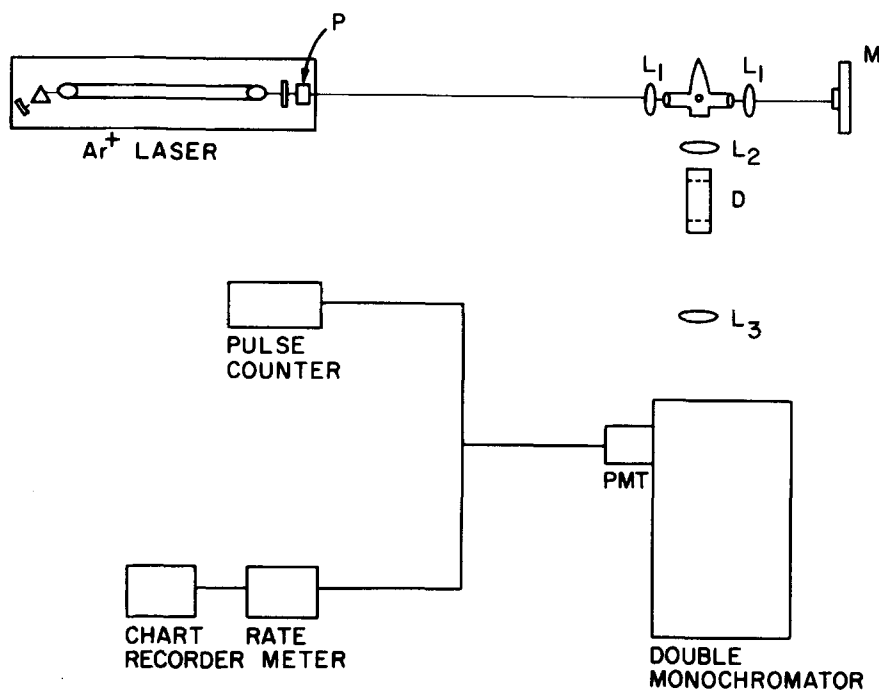 P
Ar+ LASER
L1
L1
M
L2
D
L3
PULSE
COUNTER
PMT
CHART
RECORDER
RATE
METER
DOUBLE
MONOCHROMATOR